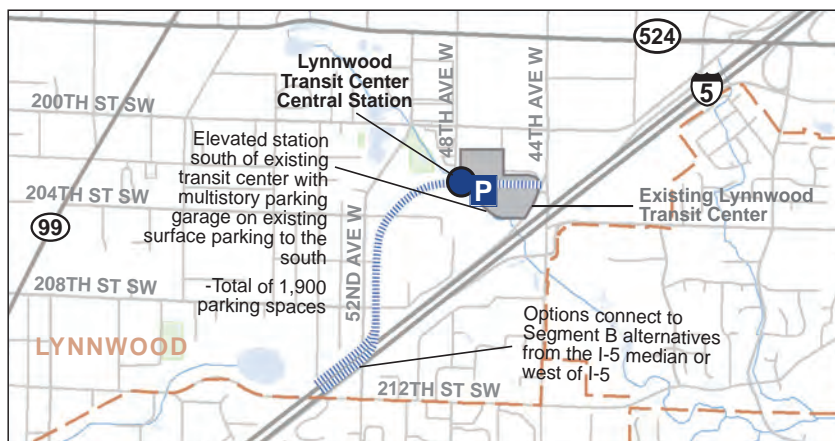 524
5
Lynnwood
Transit Center
Central Station
48TH AVE W
44TH AVE W
200TH ST SW
Elevated station
south of existing
transit center with
multistory parking
garage on existing
surface parking to the
south
-Total of 1,900
parking spaces
P
204TH ST SW
Existing Lynnwood
Transit Center
99
52ND AVE W
208TH ST SW
Options connect to
Segment B alternatives
from the I-5 median or
west of I-5
LYNNWOOD
212TH ST SW